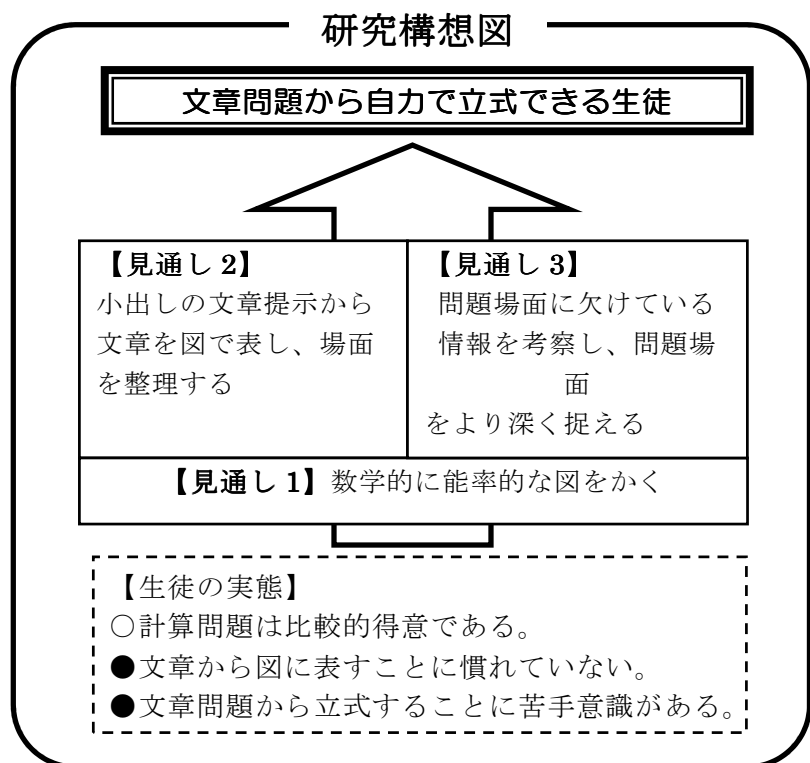 研究構想図
文章問題から自力で立式できる生徒
【見通し2】
小出しの文章提示から
文章を図で表し、場面
を整理する
【見通し3】
問題場面に欠けている
情報を考察し、問題場
面
をより深く捉える
【見通し1】数学的に能率的な図をかく
【生徒の実態】
○計算問題は比較的得意である。
●文章から図に表すことに慣れていない。
●文章問題から立式することに苦手意識がある。